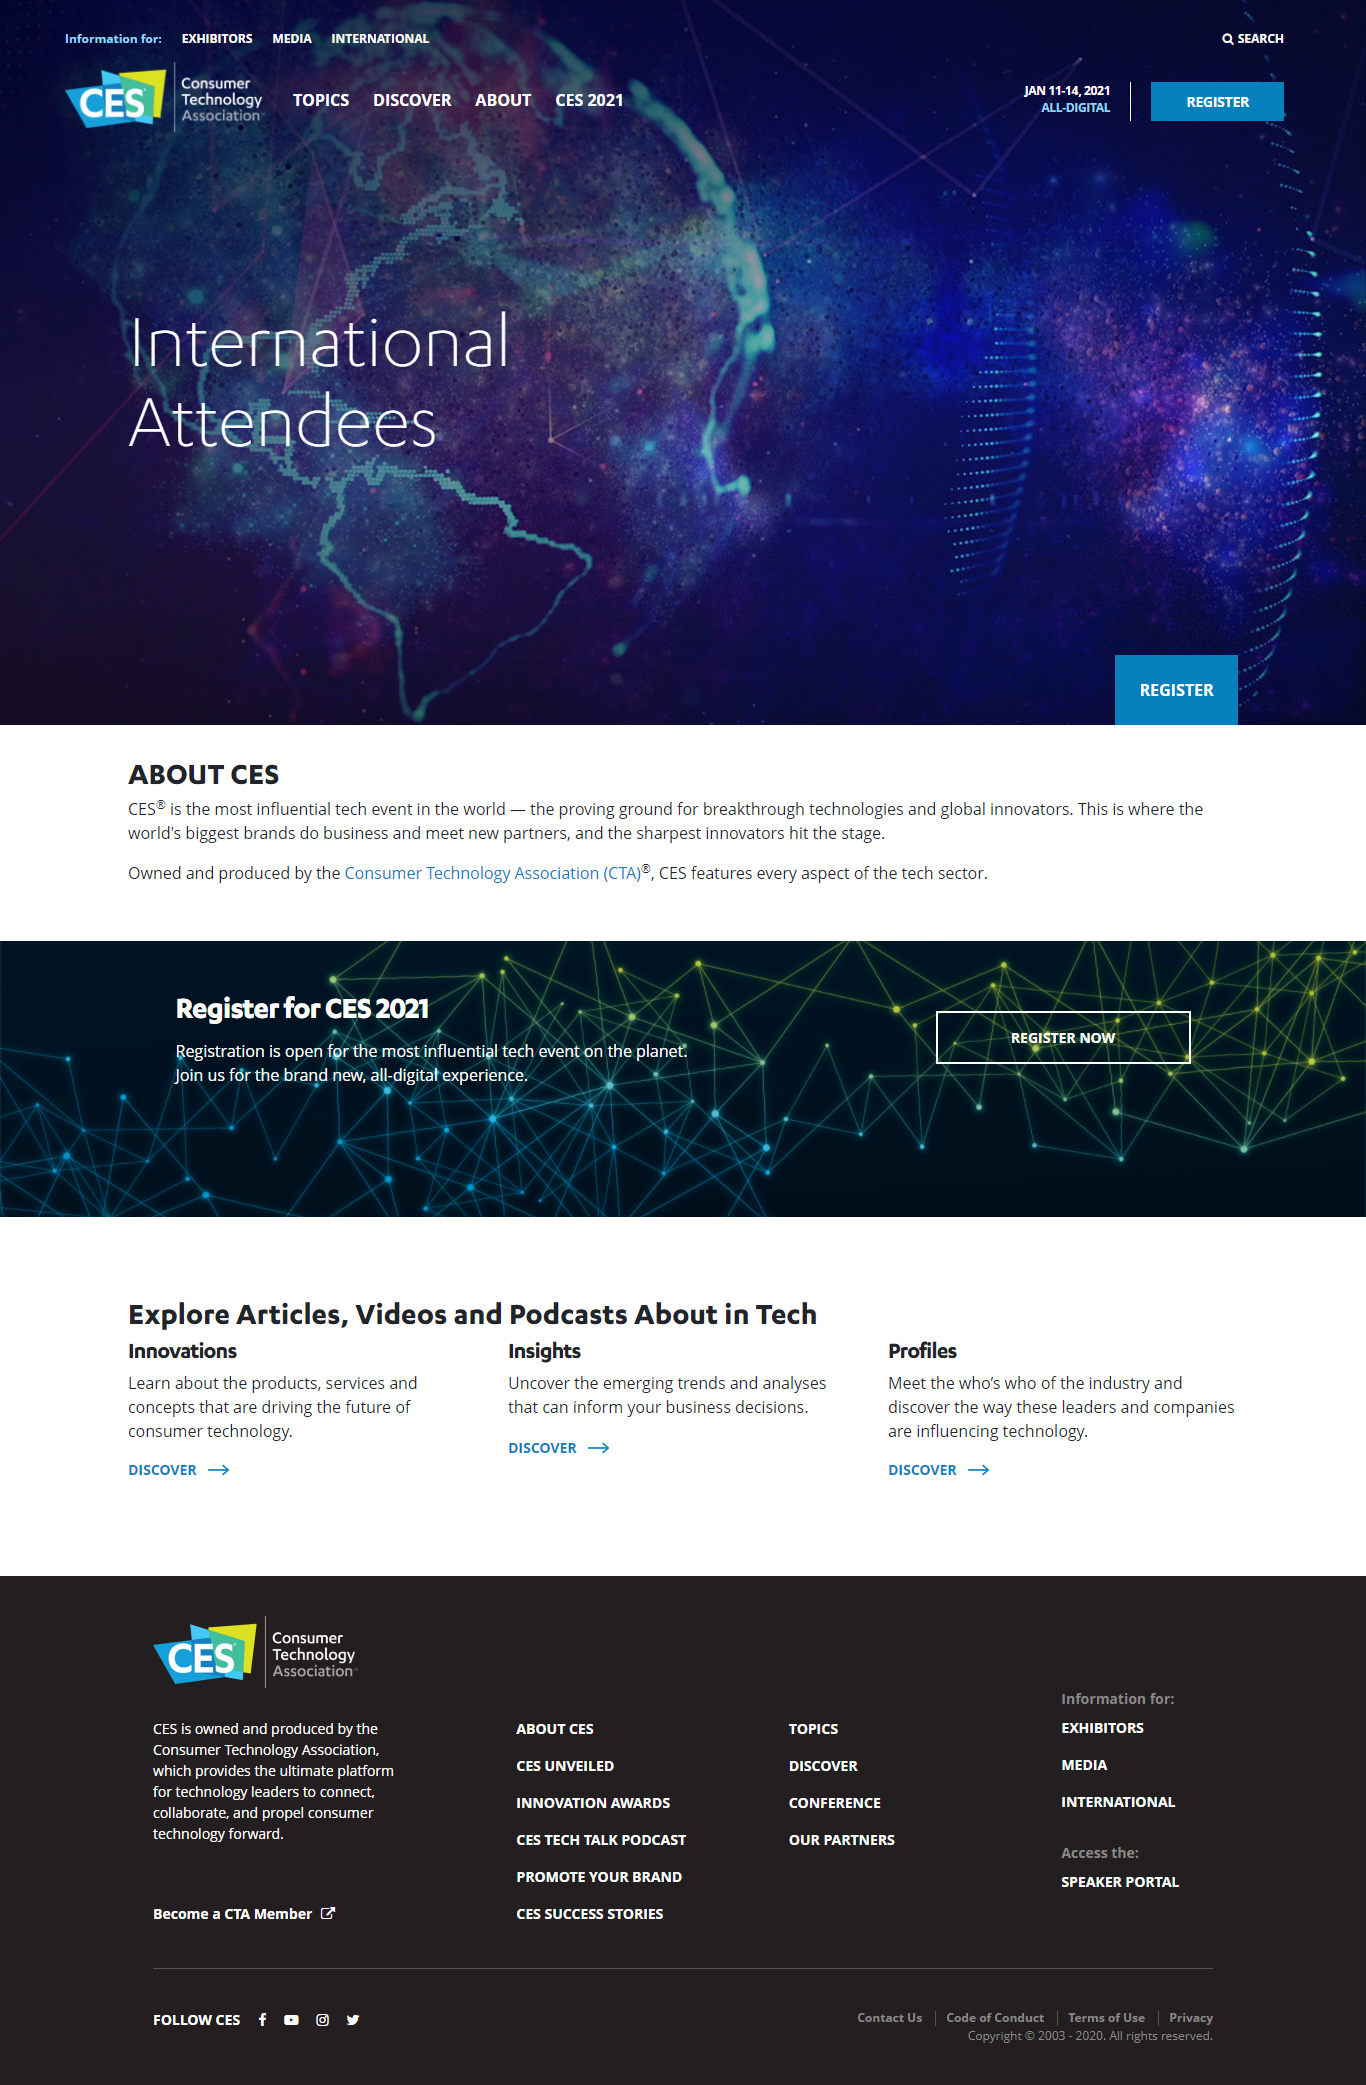 Information for: EXHIBITORS MEDIA INTERNATIONAL SEARCH
CES® Consumer
Technology
Association™
TOPICS DISCOVER ABOUT CES 2021
JAN 11-14, 2021
ALL-DIGITAL
REGISTER
International
Attendees
REGISTER
ABOUT CES
CES® is the most influential tech event in the world — the proving ground for breakthrough technologies and global innovators. This is where the
world's biggest brands do business and meet new partners, and the sharpest innovators hit the stage.
Owned and produced by the Consumer Technology Association (CTA)®, CES features every aspect of the tech sector.
Register for CES 2021
Registration is open for the most influential tech event on the planet.
Join us for the brand new, all-digital experience.
REGISTER NOW
Explore Articles, Videos and Podcasts About in Tech
Innovations
Learn about the products, services and
concepts that are driving the future of
consumer technology.
DISCOVER
Insights
Uncover the emerging trends and analyses
that can inform your business decisions.
DISCOVER
Profiles
Meet the who’s who of the industry and
discover the way these leaders and companies
are influencing technology.
DISCOVER
CES® Consumer
Technology
Association™
CES is owned and produced by the
Consumer Technology Association,
which provides the ultimate platform
for technology leaders to connect,
collaborate, and propel consumer
technology forward.
Become a CTA Member
ABOUT CES
CES UNVEILED
INNOVATION AWARDS
CES TECH TALK PODCAST
PROMOTE YOUR BRAND
CES SUCCESS STORIES
TOPICS
DISCOVER
CONFERENCE
OUR PARTNERS
Information for:
EXHIBITORS
MEDIA
INTERNATIONAL
Access the:
SPEAKER PORTAL
FOLLOW CES
Contact Us Code of Conduct Terms of Use Privacy
Copyright © 2003 - 2020. All rights reserved.